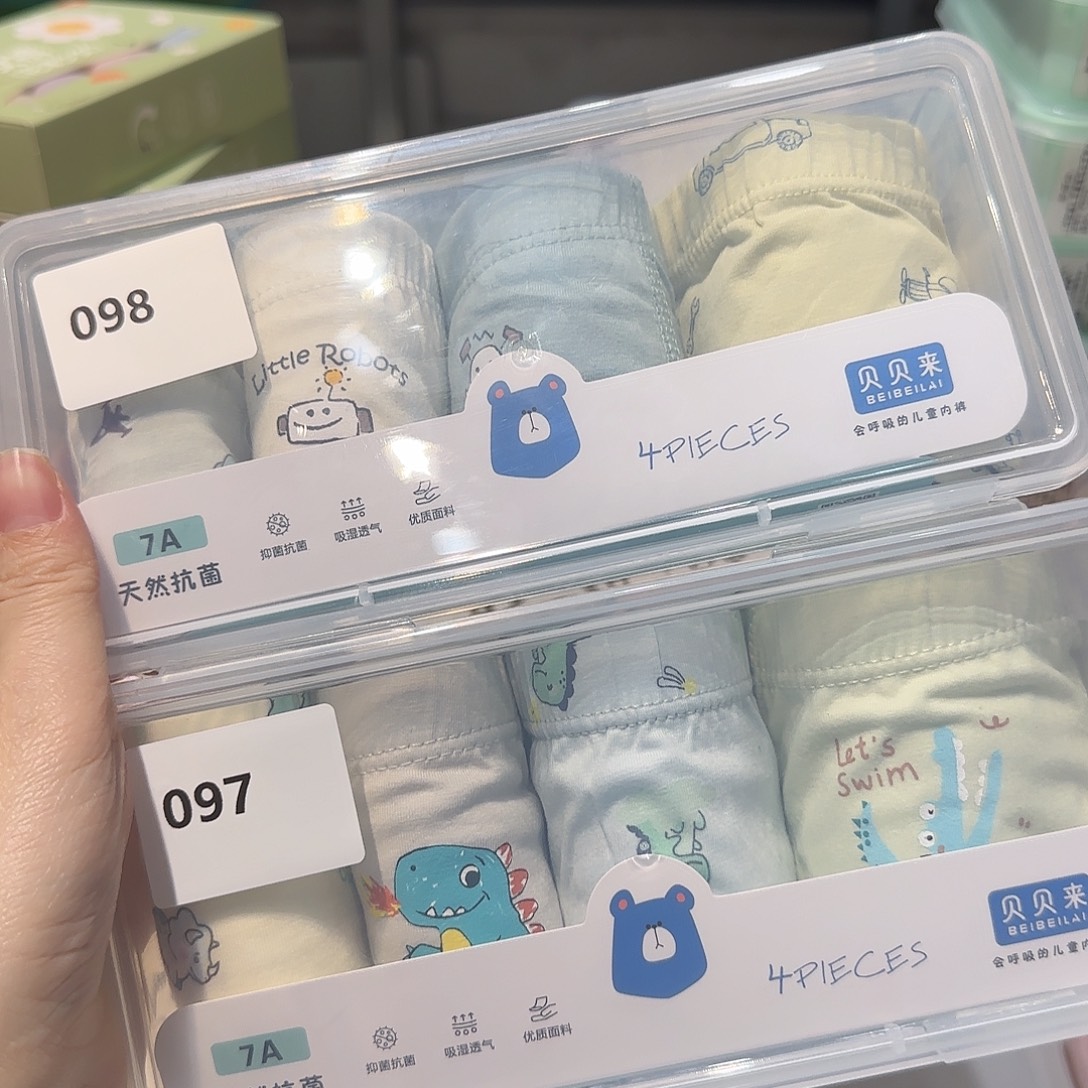 098
Little Robots
贝贝来
BEIBEILAI
会呼吸的儿童内裤
4PIECES
7A
抑菌抗菌
吸湿透气
优质面料
天然抗菌
097
Let's
Swim
贝贝来
BEIBEILAI
会呼吸的儿童内
4PIECES
7A
抑菌抗菌
吸湿透气
优质面料
然抗菌